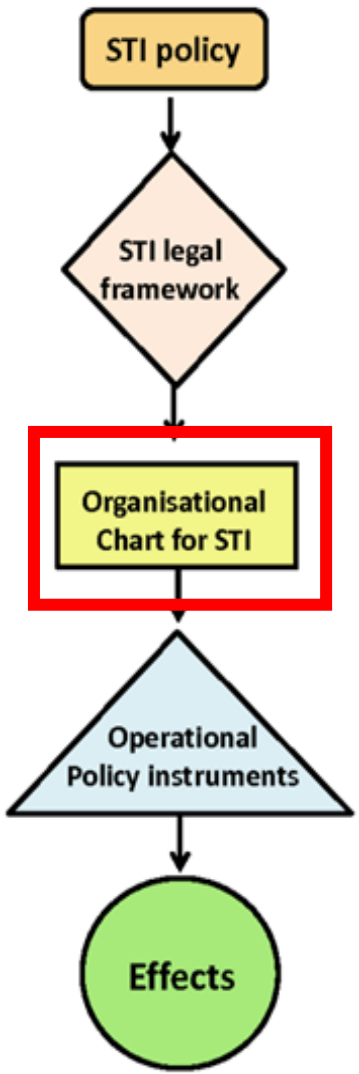 STI policy
STI legal
framework
Organisational
Chart for STI
Operational
Policy instruments
Effects